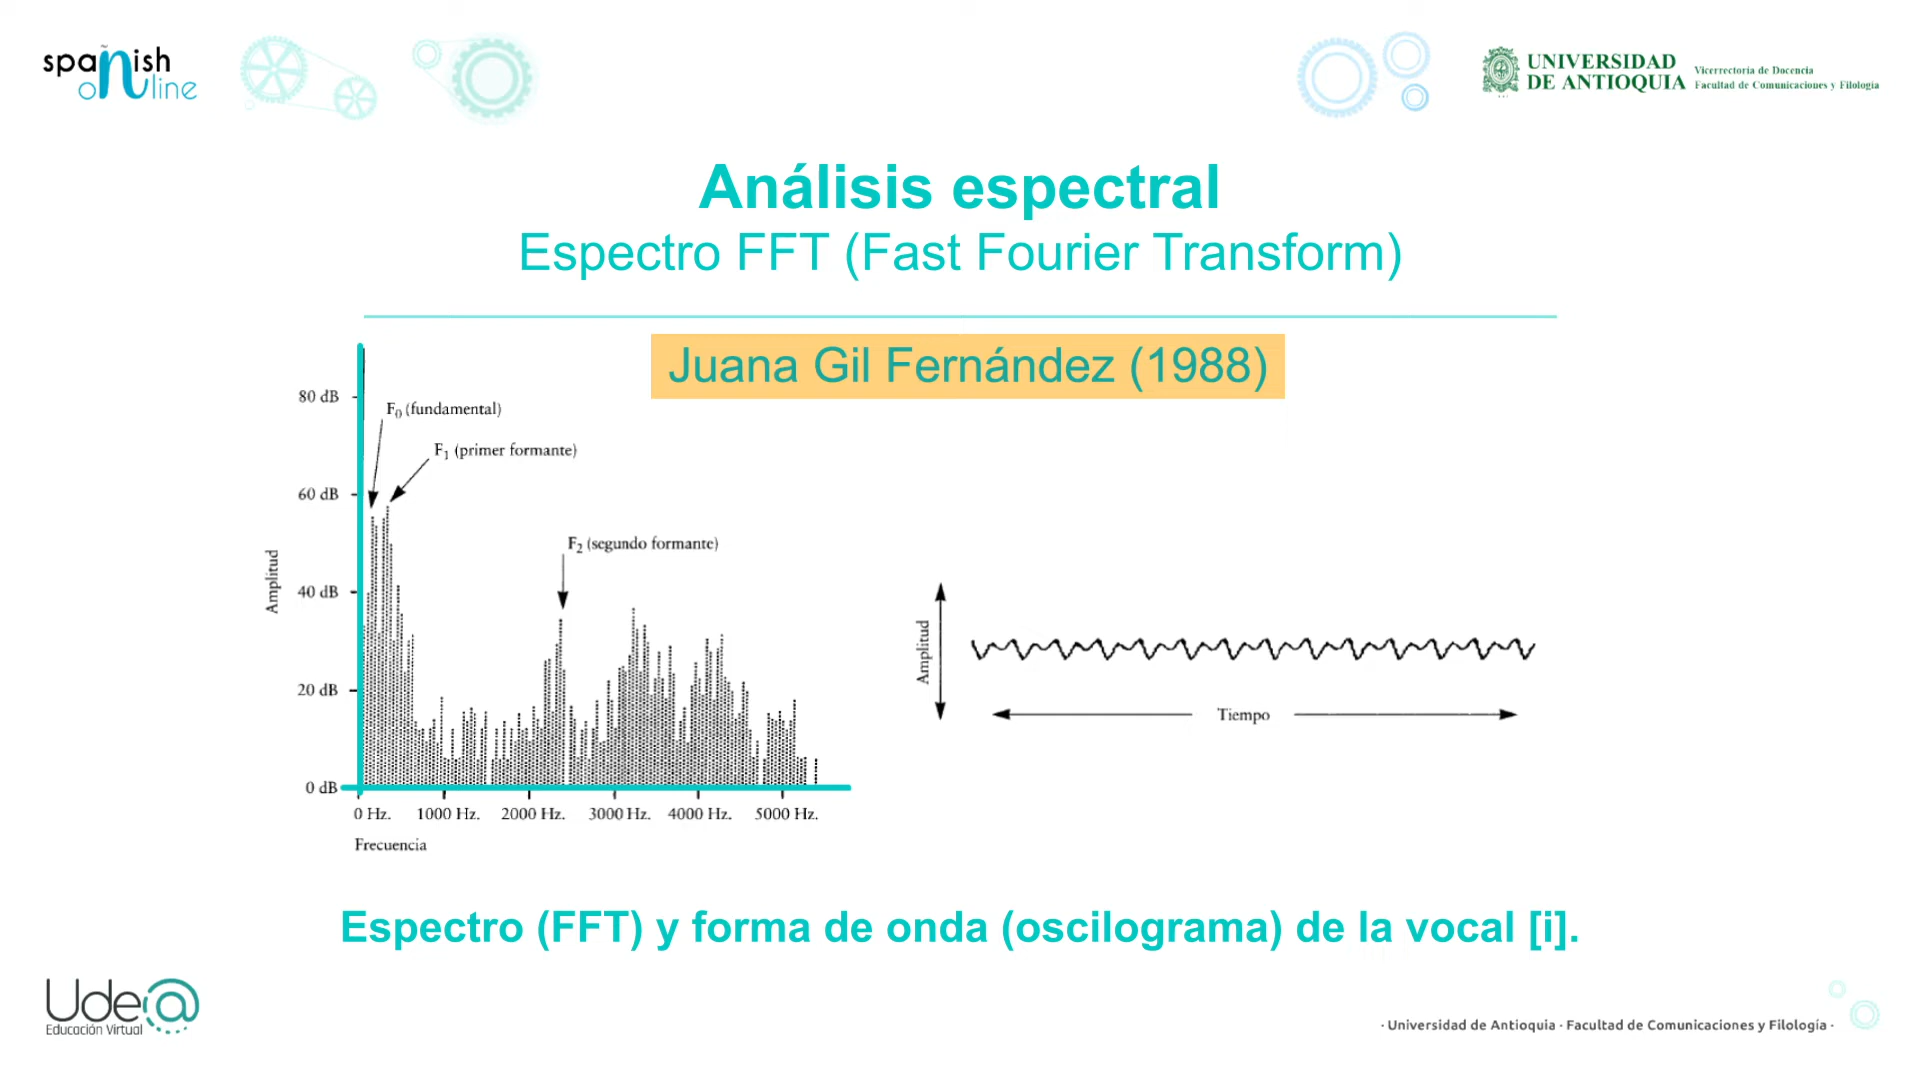 spañish
oNline
UNIVERSIDAD
DE ANTIOQUIA
Vicerrectoría de Docencia
Facultad de Comunicaciones y Filología
Análisis espectral
Espectro FFT (Fast Fourier Transform)
Juana Gil Fernández (1988)
80 dB
F0 (fundamental)
F1 (primer formante)
60 dB
F2 (segundo formante)
40 dB
Amplitud
20 dB
0 dB
0 Hz. 1000 Hz. 2000 Hz. 3000 Hz. 4000 Hz. 5000 Hz.
Frecuencia
Amplitud
Tiempo
Espectro (FFT) y forma de onda (oscilograma) de la vocal [i].
Ude@
Educación Virtual
· Universidad de Antioquia · Facultad de Comunicaciones y Filología ·